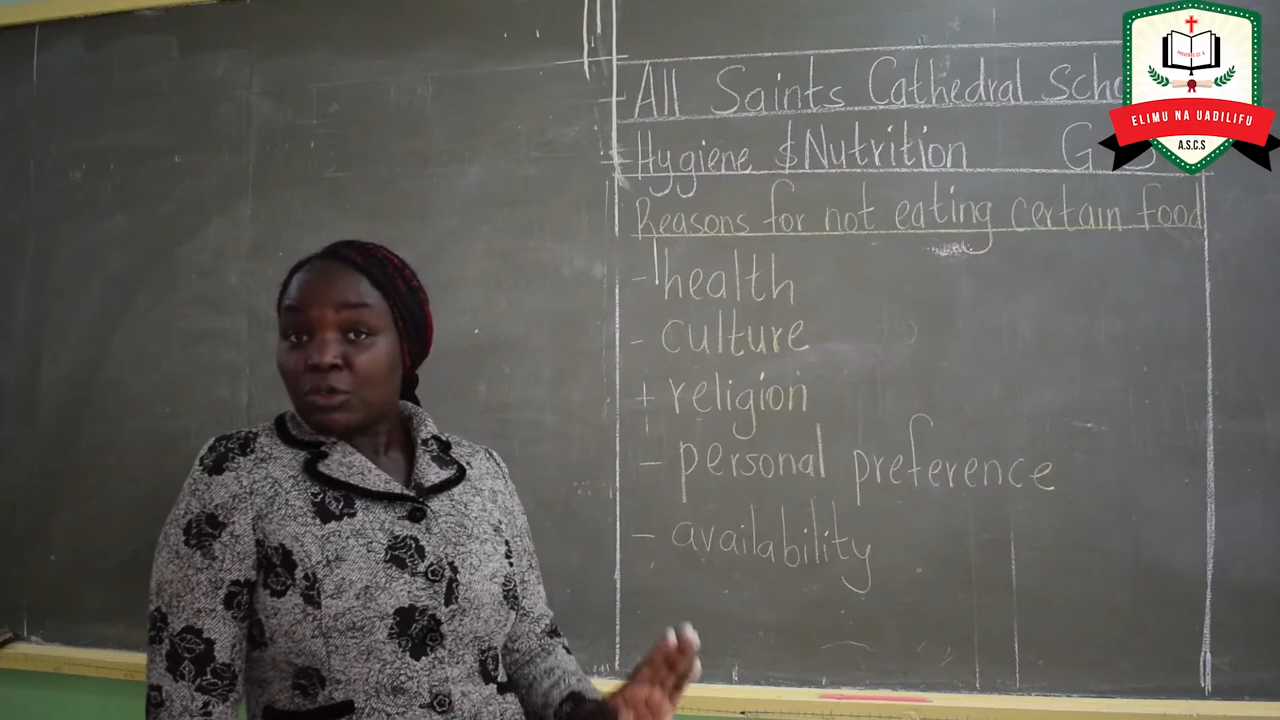 All Saints Cathedral Scho
Hygiene & Nutrition G
Reasons for not eating certain food
- health
- culture
+ religion
- personal preference
- availability
ELIMU NA UADILIFU
A.S.C.S